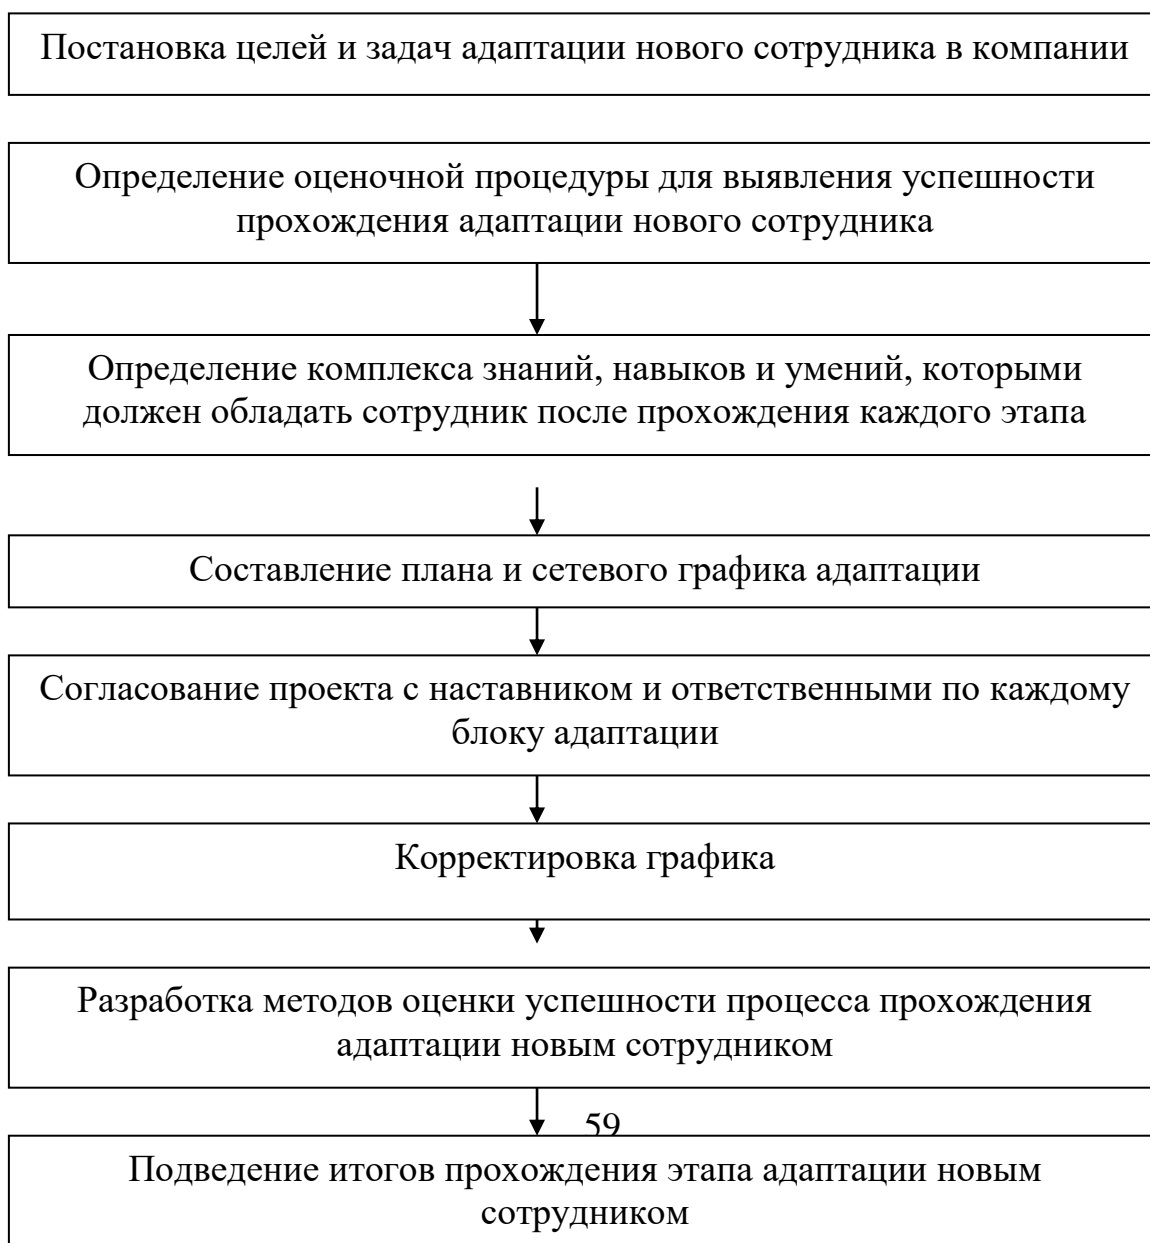 Постановка целей и задач адаптации нового сотрудника в компании
Определение оценочной процедуры для выявления успешности
прохождения адаптации нового сотрудника
Определение комплекса знаний, навыков и умений, которыми
должен обладать сотрудник после прохождения каждого этапа
Составление плана и сетевого графика адаптации
Согласование проекта с наставником и ответственными по каждому
блоку адаптации
Корректировка графика
Разработка методов оценки успешности процесса прохождения
адаптации новым сотрудником
59
Подведение итогов прохождения этапа адаптации новым
сотрудником